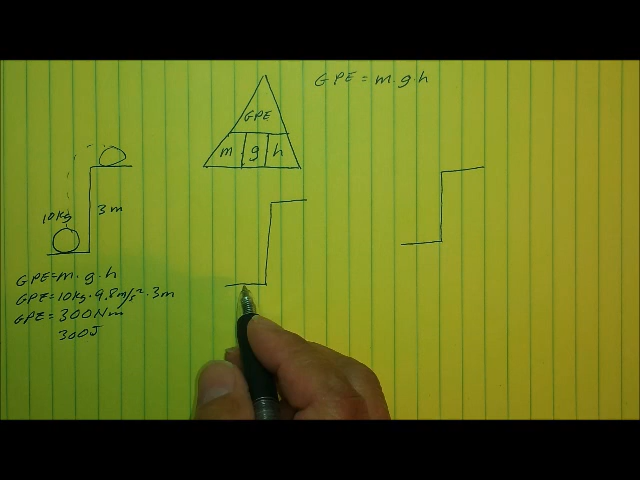 GPE = m·g·h
GPE
m g h
10kg
3m
GPE=m·g·h
GPE=10kg·9.8m/s²·3m
GPE=300Nm
300J